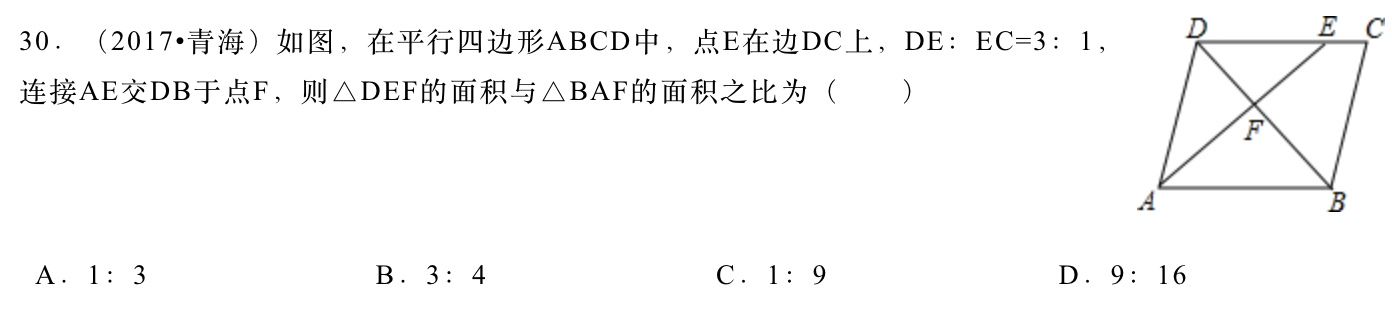 30．（2017•青海）如图，在平行四边形ABCD中，点E在边DC上，DE：EC=3：1，
连接AE交DB于点F，则△DEF的面积与△BAF的面积之比为（　　）
D E C
F
A B
A．1：3 B．3：4 C．1：9 D．9：16